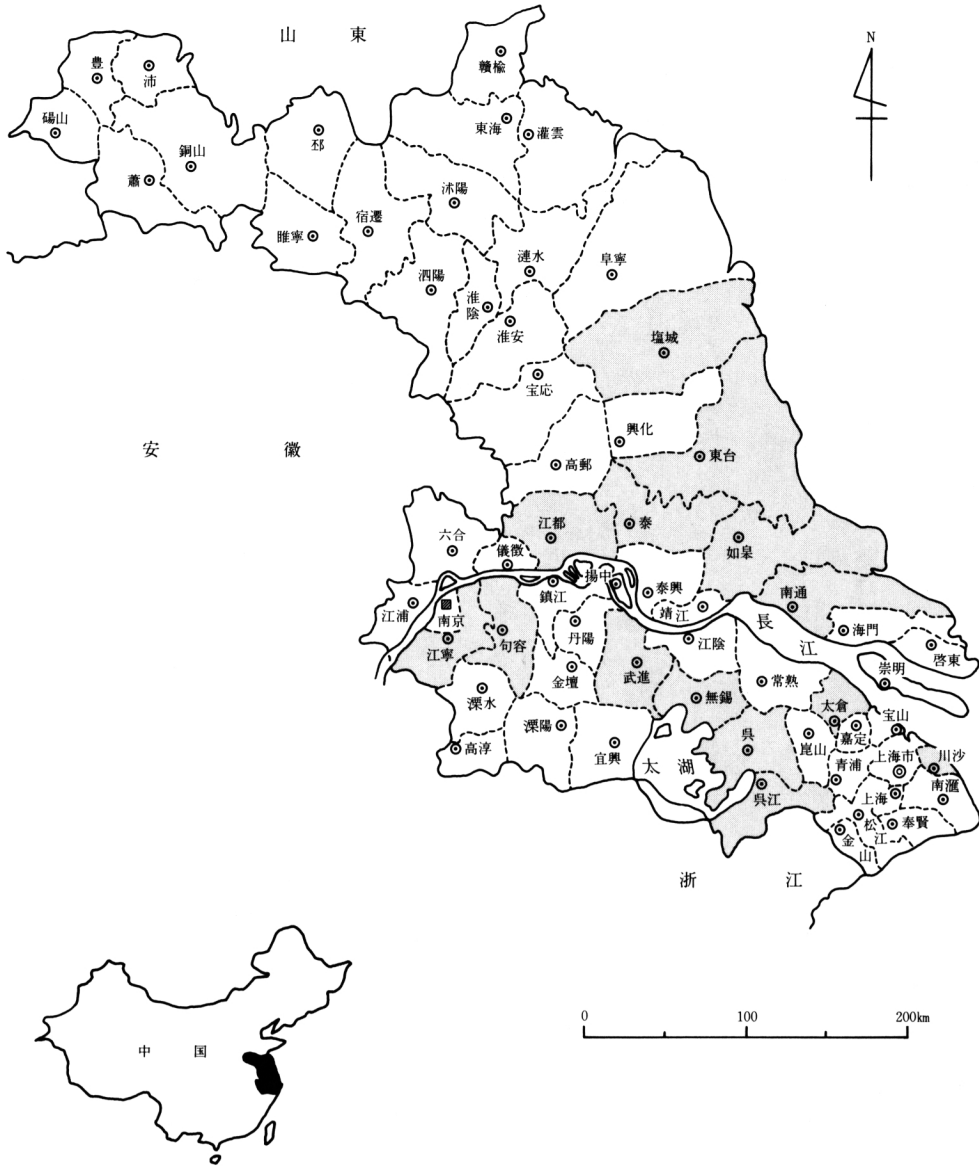 山東
N
豊
沛
贛楡
碭山
東海
灌雲
邳
銅山
蕭
沭陽
宿遷
睢寧
漣水
阜寧
泗陽
淮陰
淮安
塩城
宝応
興化
安徽
東台
高郵
江都
泰
六合
儀徴
如皋
揚中
泰興
鎮江
江浦
南京
靖江
南通
長江
海門
丹陽
江寧
句容
江陰
啓東
武進
金壇
崇明
常熟
溧水
無錫
太倉
宝山
嘉定
溧陽
高淳
宜興
呉
崑山
上海市
川沙
太湖
青浦
南滙
呉江
上海
松江
奉賢
金山
浙江
0 100 200km
中国